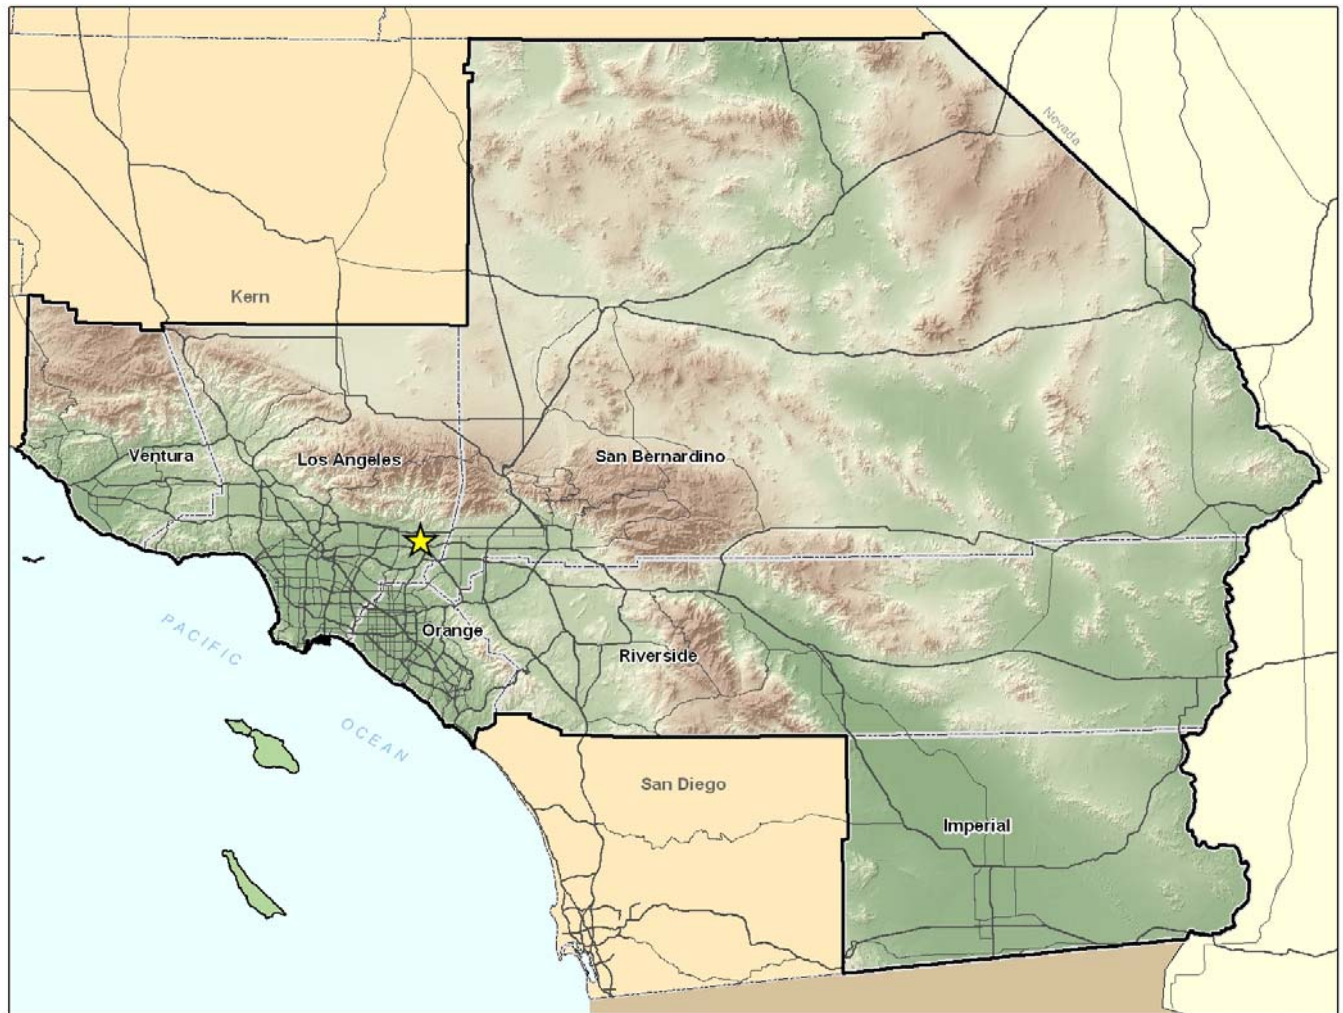 Nevada
Kern
Ventura
Los Angeles
San Bernardino
Orange
Riverside
PACIFIC
OCEAN
San Diego
Imperial